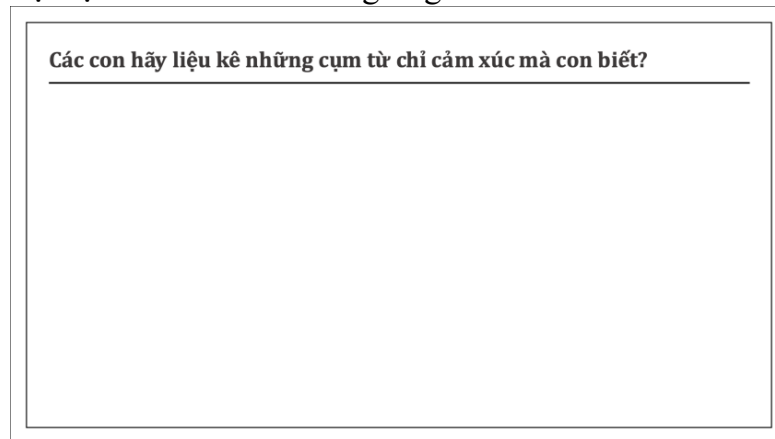 Các con hãy liệu kê những cụm từ chỉ cảm xúc mà con biết?